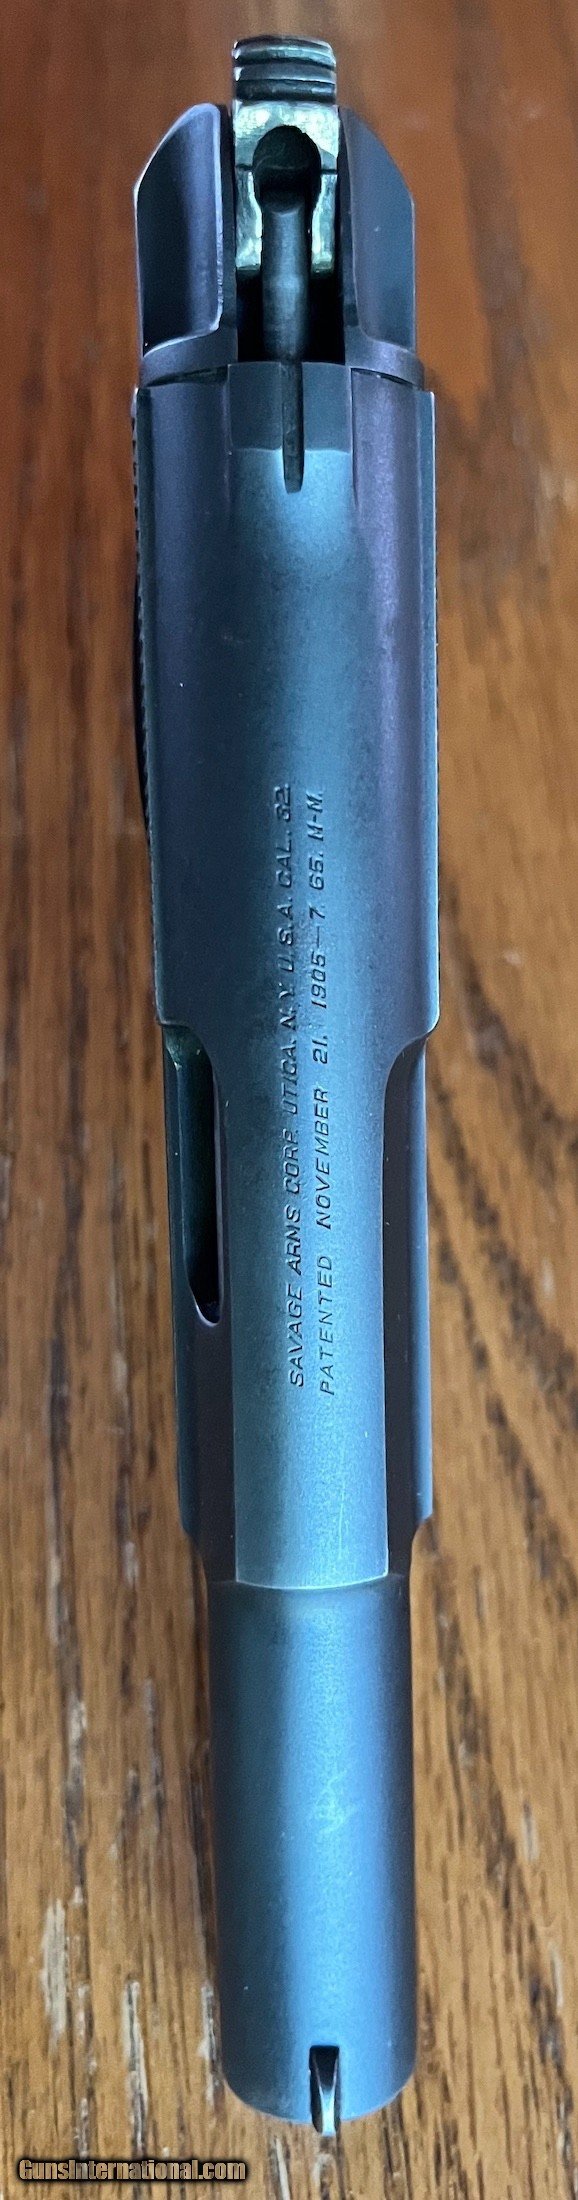 SAVAGE ARMS CORP. UTICA. N.Y. U.S.A. CAL. 32.
PATENTED NOVEMBER 21. 1905—7. 65. M-M.
GunsInternational.com